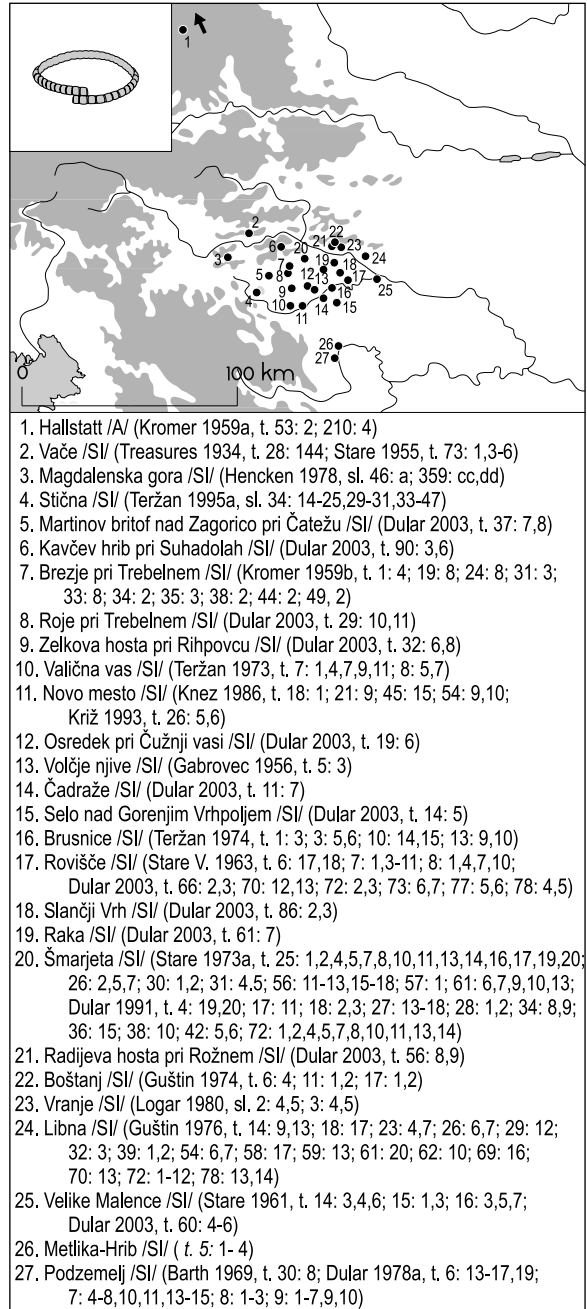 1
2
3
4
5
6
7
8
9
10
11
12
13
14
15
16
17
18
19
20
21
22
23
24
25
26
27
0 100 km
1. Hallstatt /A/ (Kromer 1959a, t. 53: 2; 210: 4)
2. Vače /SI/ (Treasures 1934, t. 28: 144; Stare 1955, t. 73: 1,3-6)
3. Magdalenska gora /SI/ (Hencken 1978, sl. 46: a; 359: cc,dd)
4. Stična /SI/ (Teržan 1995a, sl. 34: 14-25,29-31,33-47)
5. Martinov britof nad Zagorico pri Čatežu /SI/ (Dular 2003, t. 37: 7,8)
6. Kavčev hrib pri Suhadolah /SI/ (Dular 2003, t. 90: 3,6)
7. Brezje pri Trebelnem /SI/ (Kromer 1959b, t. 1: 4; 19: 8; 24: 8; 31: 3;
33: 8; 34: 2; 35: 3; 38: 2; 44: 2; 49, 2)
8. Roje pri Trebelnem /SI/ (Dular 2003, t. 29: 10,11)
9. Zelkova hosta pri Rihpovcu /SI/ (Dular 2003, t. 32: 6,8)
10. Valična vas /SI/ (Teržan 1973, t. 7: 1,4,7,9,11; 8: 5,7)
11. Novo mesto /SI/ (Knez 1986, t. 18: 1; 21: 9; 45: 15; 54: 9,10;
Križ 1993, t. 26: 5,6)
12. Osredek pri Čužnji vasi /SI/ (Dular 2003, t. 19: 6)
13. Volčje njive /SI/ (Gabrovec 1956, t. 5: 3)
14. Čadraže /SI/ (Dular 2003, t. 11: 7)
15. Selo nad Gorenjim Vrhpoljem /SI/ (Dular 2003, t. 14: 5)
16. Brusnice /SI/ (Teržan 1974, t. 1: 3; 3: 5,6; 10: 14,15; 13: 9,10)
17. Rovišče /SI/ (Stare V. 1963, t. 6: 17,18; 7: 1,3-11; 8: 1,4,7,10;
Dular 2003, t. 66: 2,3; 70: 12,13; 72: 2,3; 73: 6,7; 77: 5,6; 78: 4,5)
18. Slančji Vrh /SI/ (Dular 2003, t. 86: 2,3)
19. Raka /SI/ (Dular 2003, t. 61: 7)
20. Šmarjeta /SI/ (Stare 1973a, t. 25: 1,2,4,5,7,8,10,11,13,14,16,17,19,20;
26: 2,5,7; 30: 1,2; 31: 4.5; 56: 11-13,15-18; 57: 1; 61: 6,7,9,10,13;
Dular 1991, t. 4: 19,20; 17: 11; 18: 2,3; 27: 13-18; 28: 1,2; 34: 8,9;
36: 15; 38: 10; 42: 5,6; 72: 1,2,4,5,7,8,10,11,13,14)
21. Radijeva hosta pri Rožnem /SI/ (Dular 2003, t. 56: 8,9)
22. Boštanj /SI/ (Guštin 1974, t. 6: 4; 11: 1,2; 17: 1,2)
23. Vranje /SI/ (Logar 1980, sl. 2: 4,5; 3: 4,5)
24. Libna /SI/ (Guštin 1976, t. 14: 9,13; 18: 17; 23: 4,7; 26: 6,7; 29: 12;
32: 3; 39: 1,2; 54: 6,7; 58: 17; 59: 13; 61: 20; 62: 10; 69: 16;
70: 13; 72: 1-12; 78: 13,14)
25. Velike Malence /SI/ (Stare 1961, t. 14: 3,4,6; 15: 1,3; 16: 3,5,7;
Dular 2003, t. 60: 4-6)
26. Metlika-Hrib /SI/ ( t. 5: 1- 4)
27. Podzemelj /SI/ (Barth 1969, t. 30: 8; Dular 1978a, t. 6: 13-17,19;
7: 4-8,10,11,13-15; 8: 1-3; 9: 1-7,9,10)